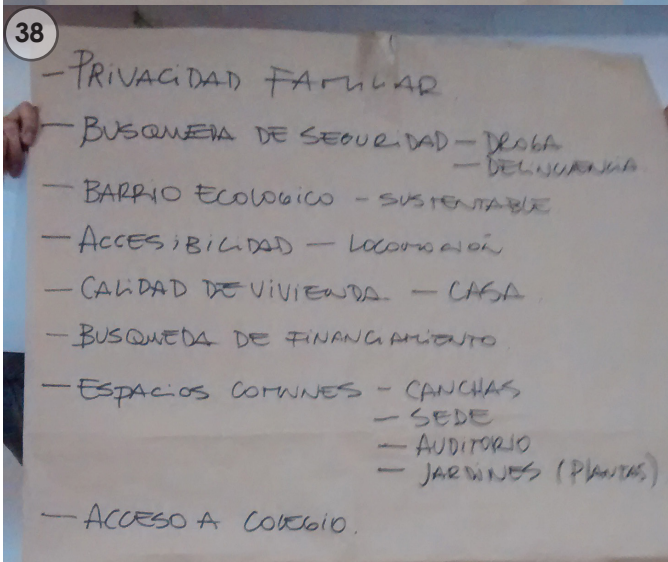 38
- PRIVACIDAD FAMILIAR
- BUSQUEDA DE SEGURIDAD - DROGA
- DELINCUENCIA
- BARRIO ECOLOGICO - SUSTENTABLE
- ACCESIBILIDAD - LOCOMOCIÓN
- CALIDAD DE VIVIENDA - CASA
- BUSQUEDA DE FINANCIAMIENTO
- ESPACIOS COMUNES - CANCHAS
- SEDE
- AUDITORIO
- JARDINES (PLANTAS)
- ACCESO A COLEGIO.